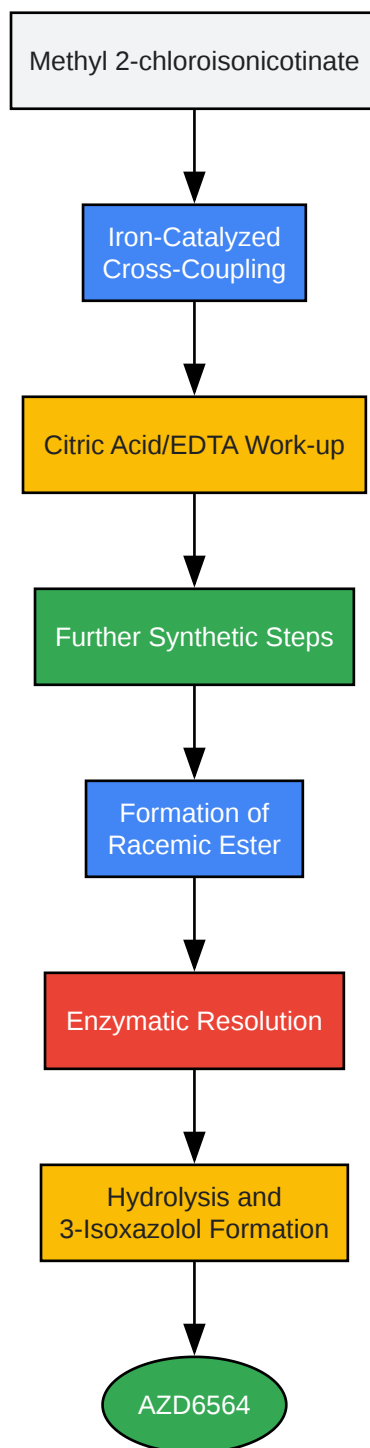 Methyl 2-chloroisonicotinate
Iron-Catalyzed
Cross-Coupling
Citric Acid/EDTA Work-up
Further Synthetic Steps
Formation of
Racemic Ester
Enzymatic Resolution
Hydrolysis and
3-Isoxazolol Formation
AZD6564